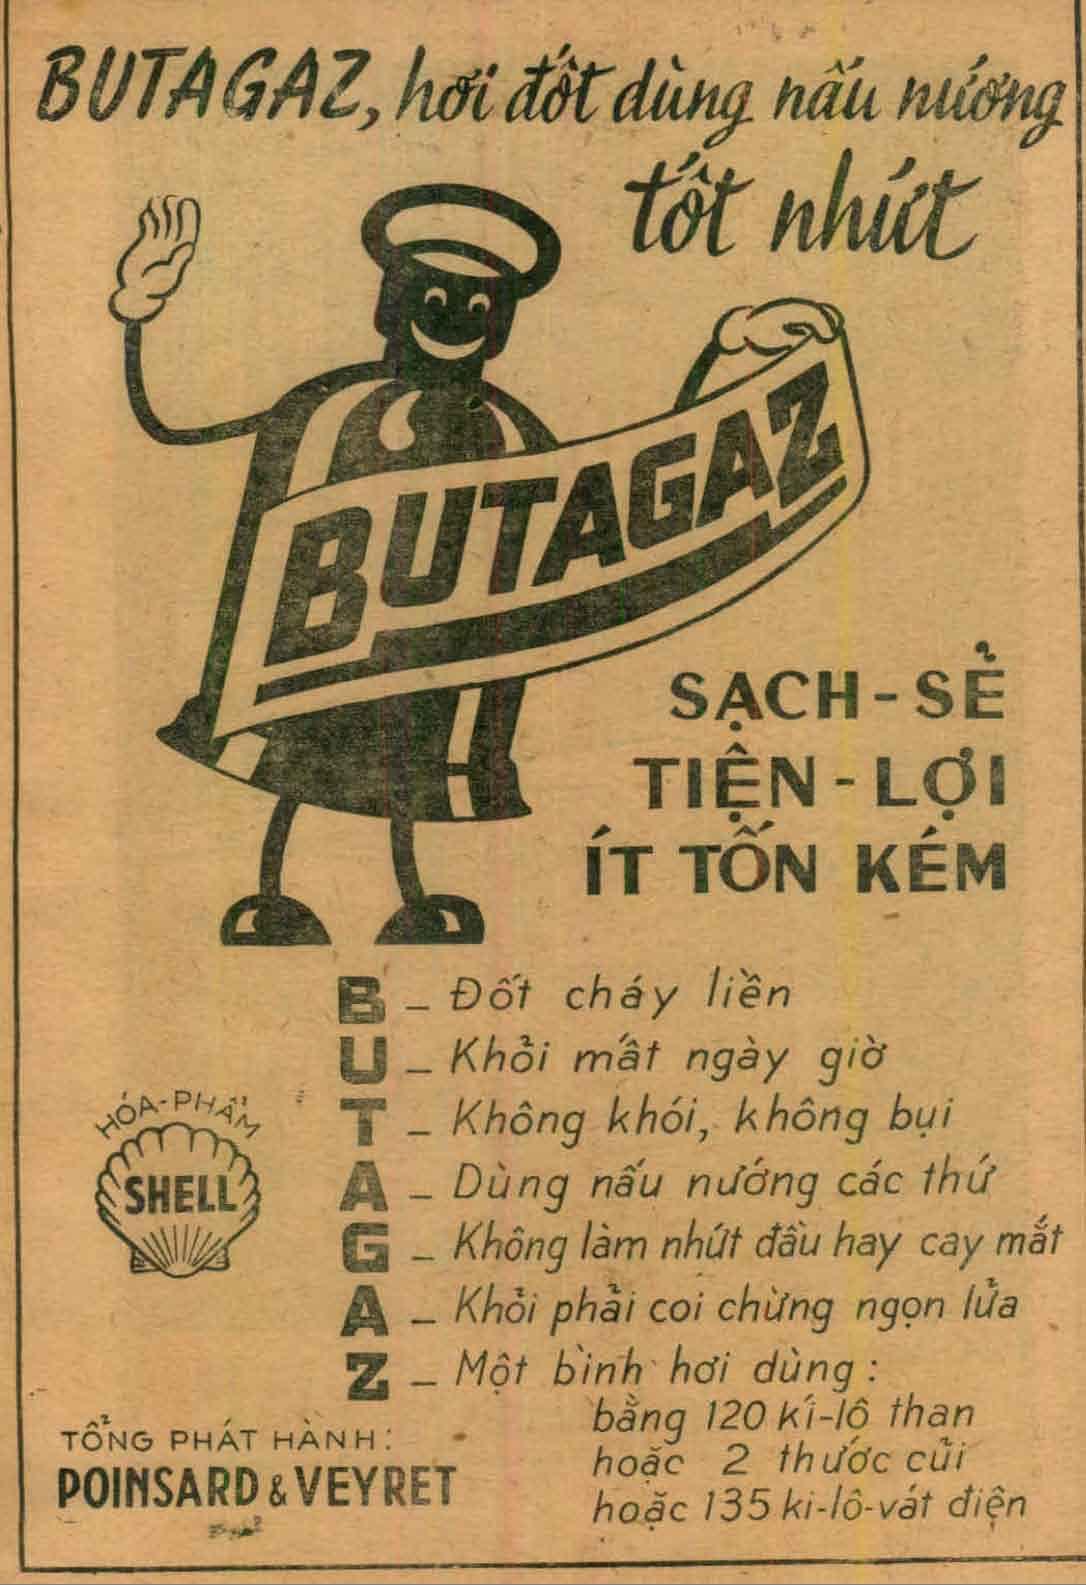 BUTAGAZ, hơi đốt dùng nấu nướng
tốt nhứt
BUTAGAZ
SẠCH-SẺ
TIỆN-LỢI
ÍT TỐN KÉM
B - Đốt cháy liền
U - Khỏi mất ngày giờ
T - Không khói, không bụi
A - Dùng nấu nướng các thứ
G - Không làm nhứt đầu hay cay mắt
A - Khỏi phải coi chừng ngọn lửa
Z - Một bình hơi dùng:
bằng 120 kí-lô than
hoặc 2 thước củi
hoặc 135 ki-lô-vát điện
HÓA-PHẨM
SHELL
TỔNG PHÁT HÀNH:
POINSARD & VEYRET